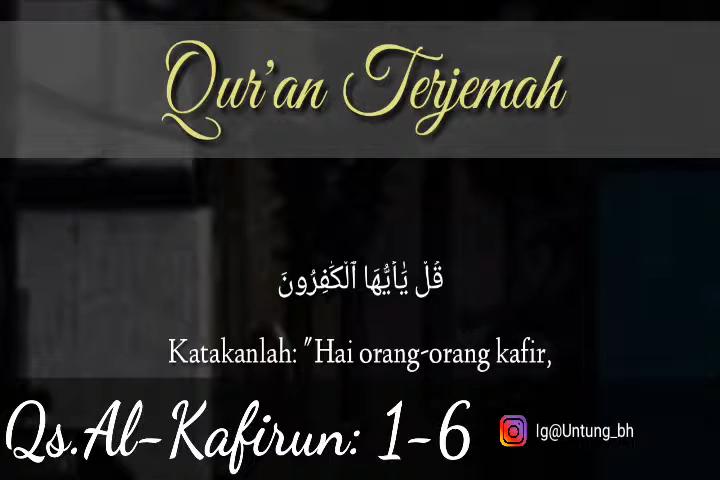 Qur'an Terjemah
قُلْ يَٰٓأَيُّهَا ٱلْكَٰفِرُونَ
Katakanlah: "Hai orang-orang kafir,
Qs.Al-Kafirun: 1-6
Ig@Untung_bh